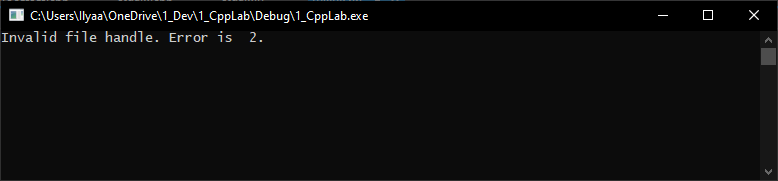 C:\Users\Ilyaa\OneDrive\1_Dev\1_CppLab\Debug\1_CppLab.exe
Invalid file handle. Error is  2.